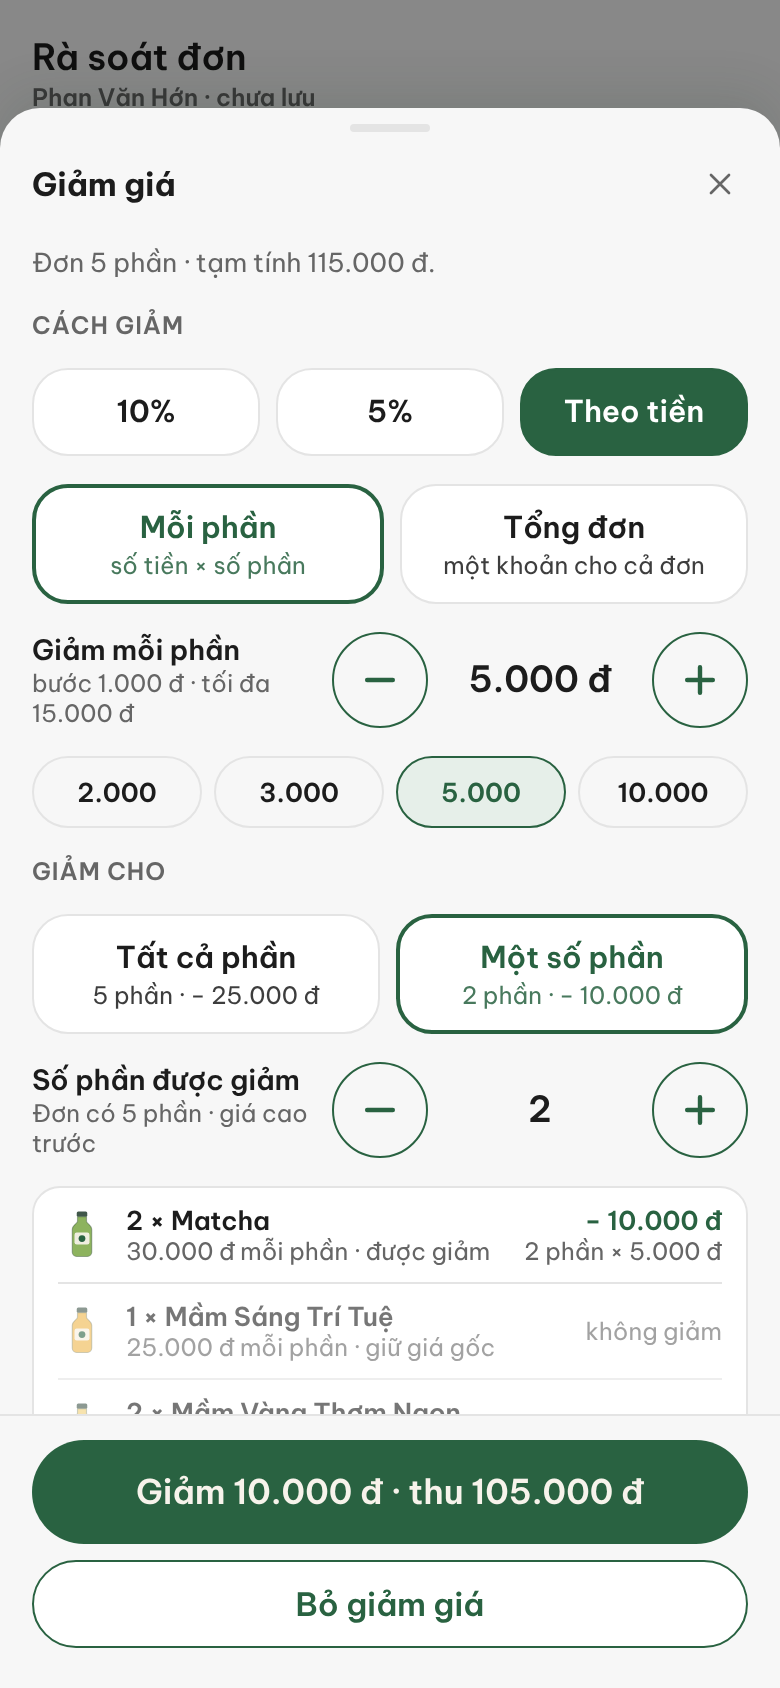 Rà soát đơn
Phan Văn Hớn · chưa lưu
Giảm giá
Đơn 5 phần · tạm tính 115.000 đ.
CÁCH GIẢM
10%
5%
Theo tiền
Mỗi phần
số tiền × số phần
Tổng đơn
một khoản cho cả đơn
Giảm mỗi phần
bước 1.000 đ · tối đa
15.000 đ
5.000 đ
2.000
3.000
5.000
10.000
GIẢM CHO
Tất cả phần
5 phần · − 25.000 đ
Một số phần
2 phần · − 10.000 đ
Số phần được giảm
Đơn có 5 phần · giá cao
trước
2
2 × Matcha
− 10.000 đ
30.000 đ mỗi phần · được giảm
2 phần × 5.000 đ
1 × Mầm Sáng Trí Tuệ
25.000 đ mỗi phần · giữ giá gốc
không giảm
2 × Mầm Vàng Thơm Ngon
Giảm 10.000 đ · thu 105.000 đ
Bỏ giảm giá